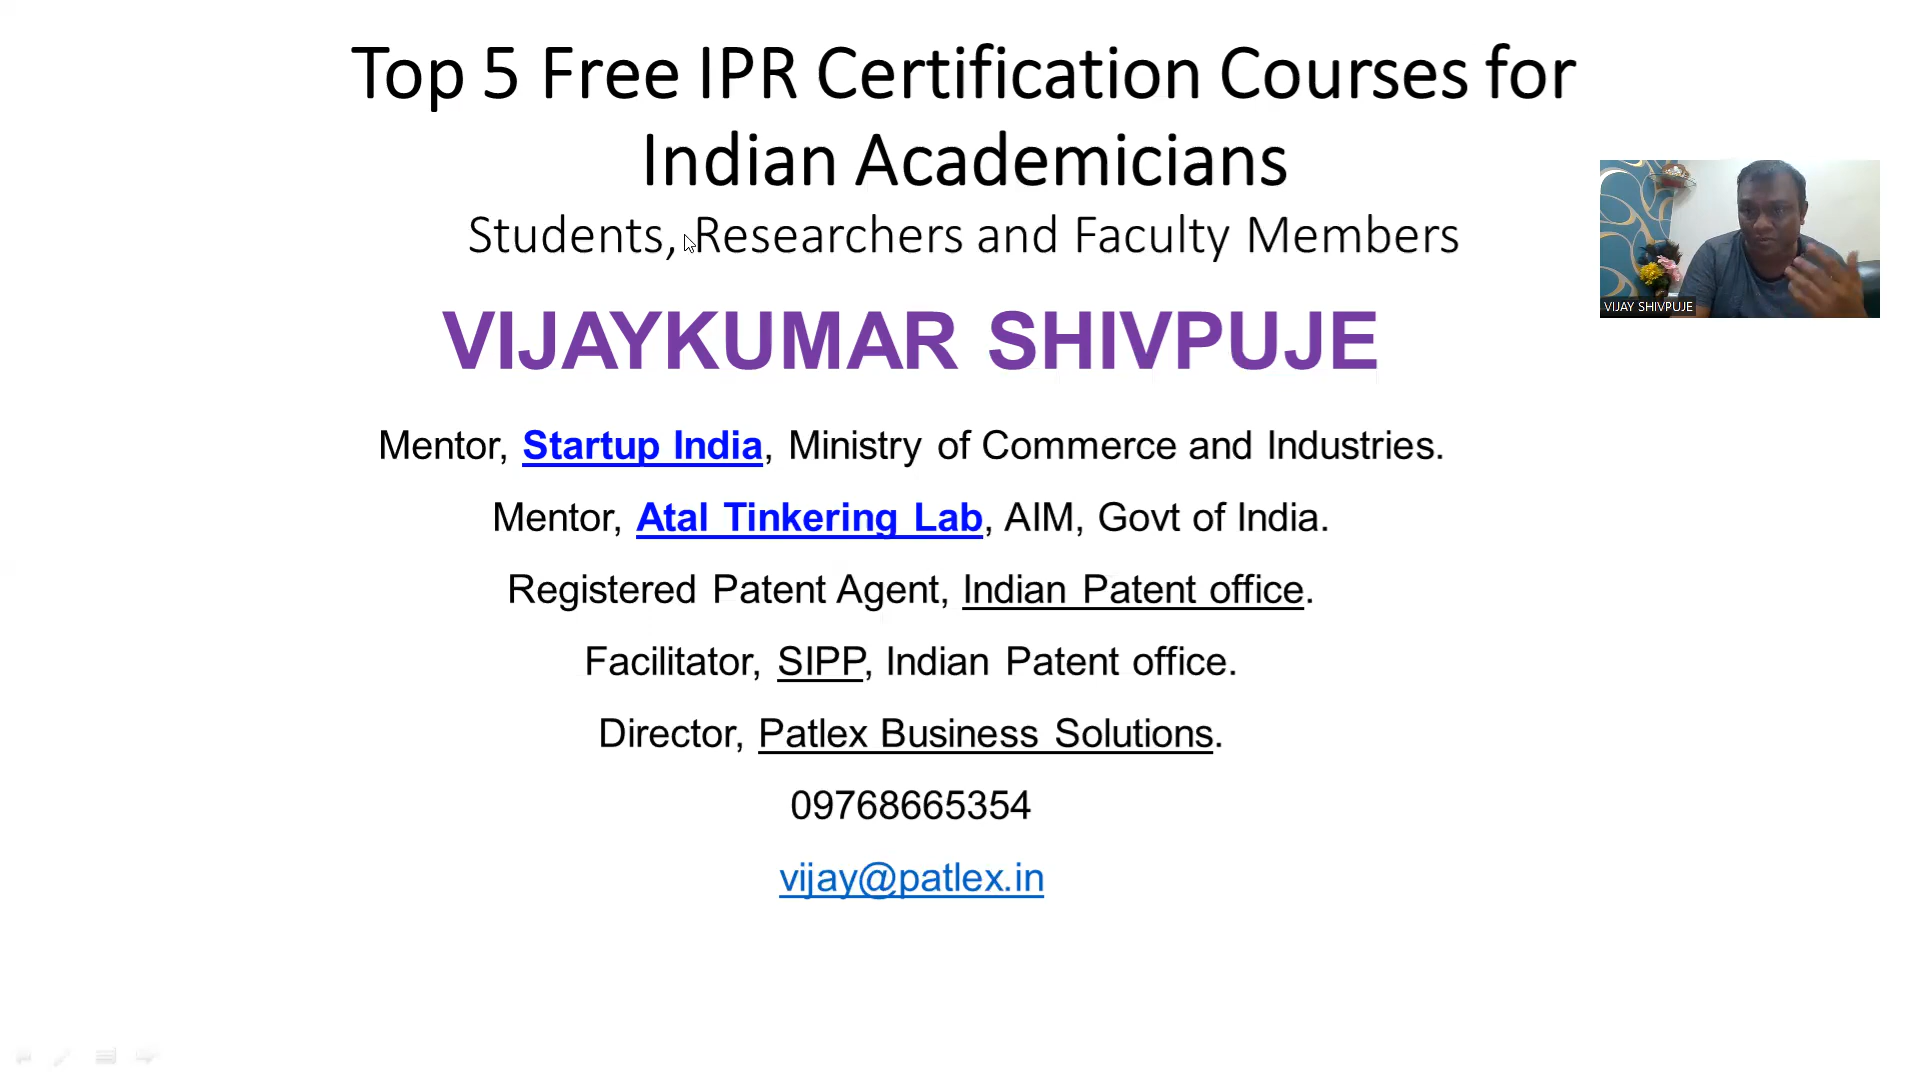 Top 5 Free IPR Certification Courses for
Indian Academicians
Students, Researchers and Faculty Members
VIJAYKUMAR SHIVPUJE
Mentor, Startup India, Ministry of Commerce and Industries.
Mentor, Atal Tinkering Lab, AIM, Govt of India.
Registered Patent Agent, Indian Patent office.
Facilitator, SIPP, Indian Patent office.
Director, Patlex Business Solutions.
09768665354
vijay@patlex.in
VIJAY SHIVPUJE